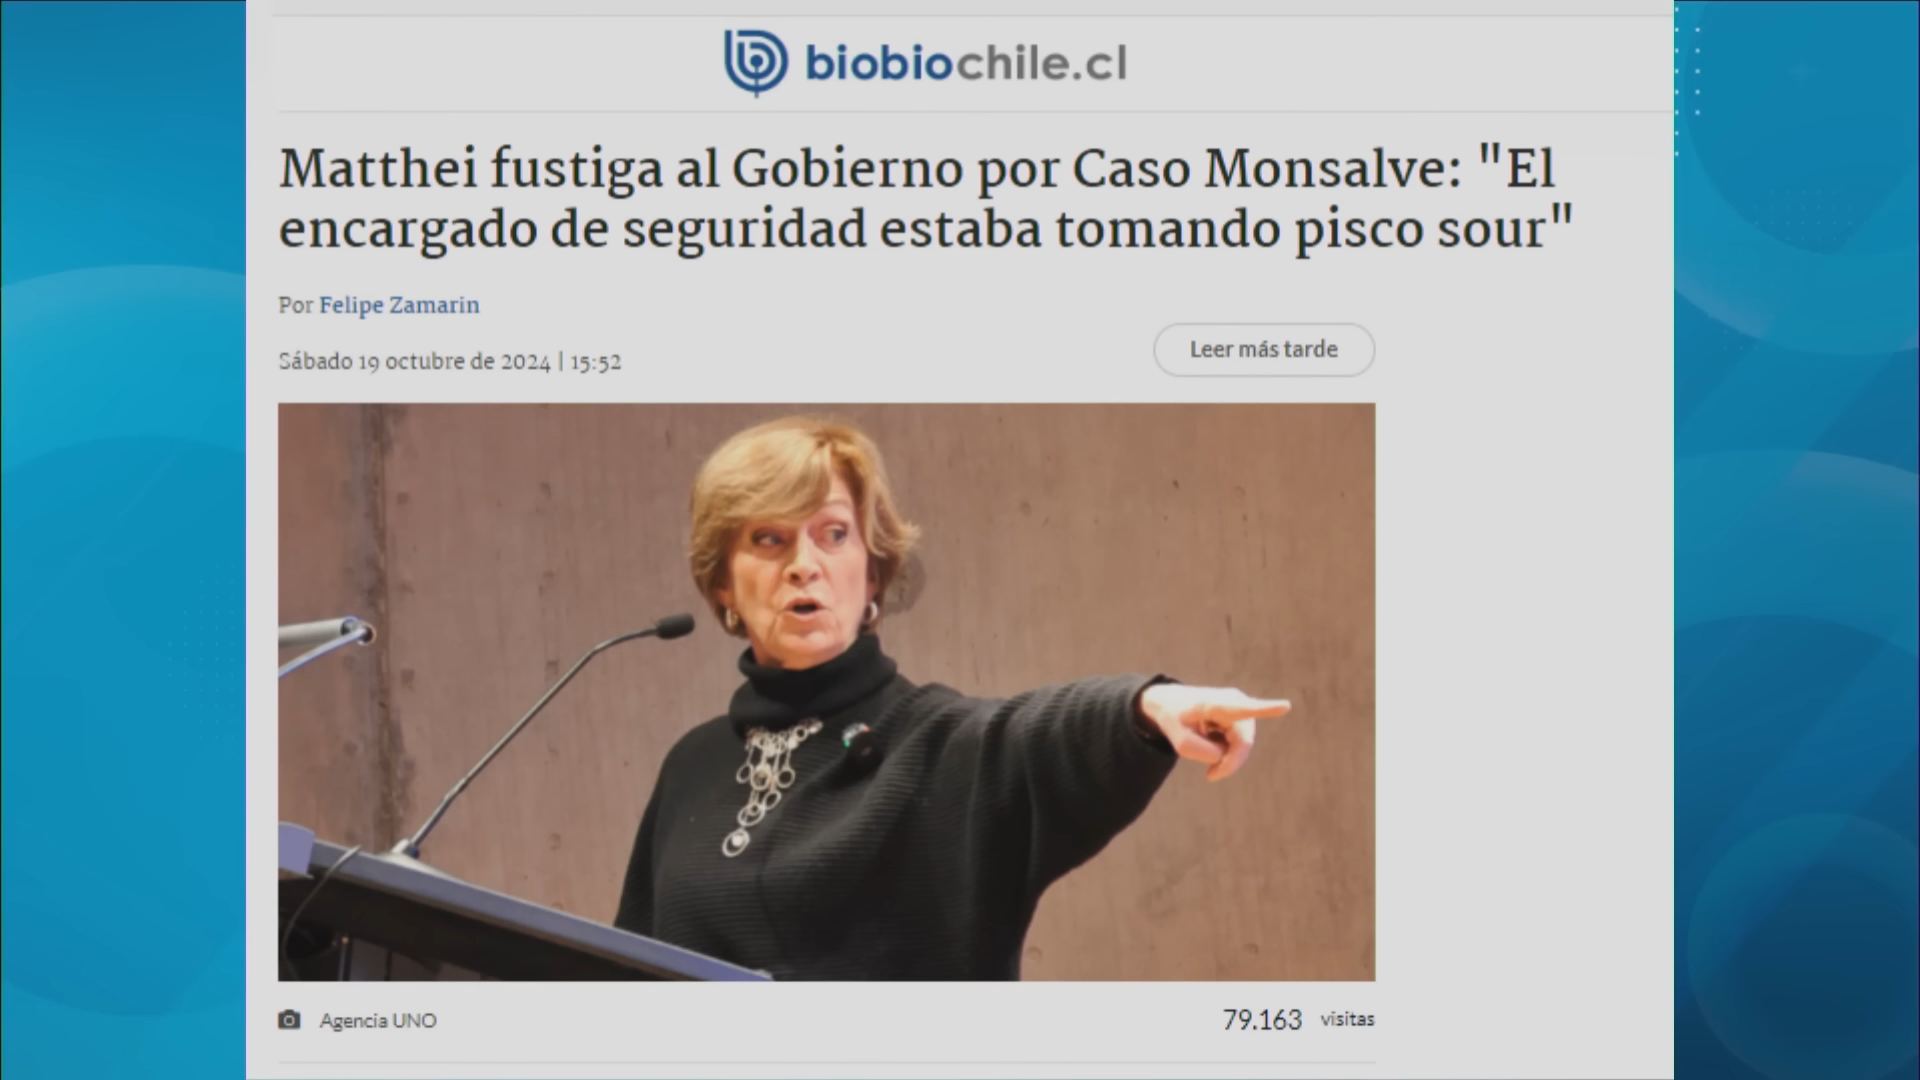 biobiochile.cl
Matthei fustiga al Gobierno por Caso Monsalve: "El
encargado de seguridad estaba tomando pisco sour"
Por Felipe Zamarin
Sábado 19 octubre de 2024 | 15:52
Leer más tarde
Agencia UNO
79.163 visitas